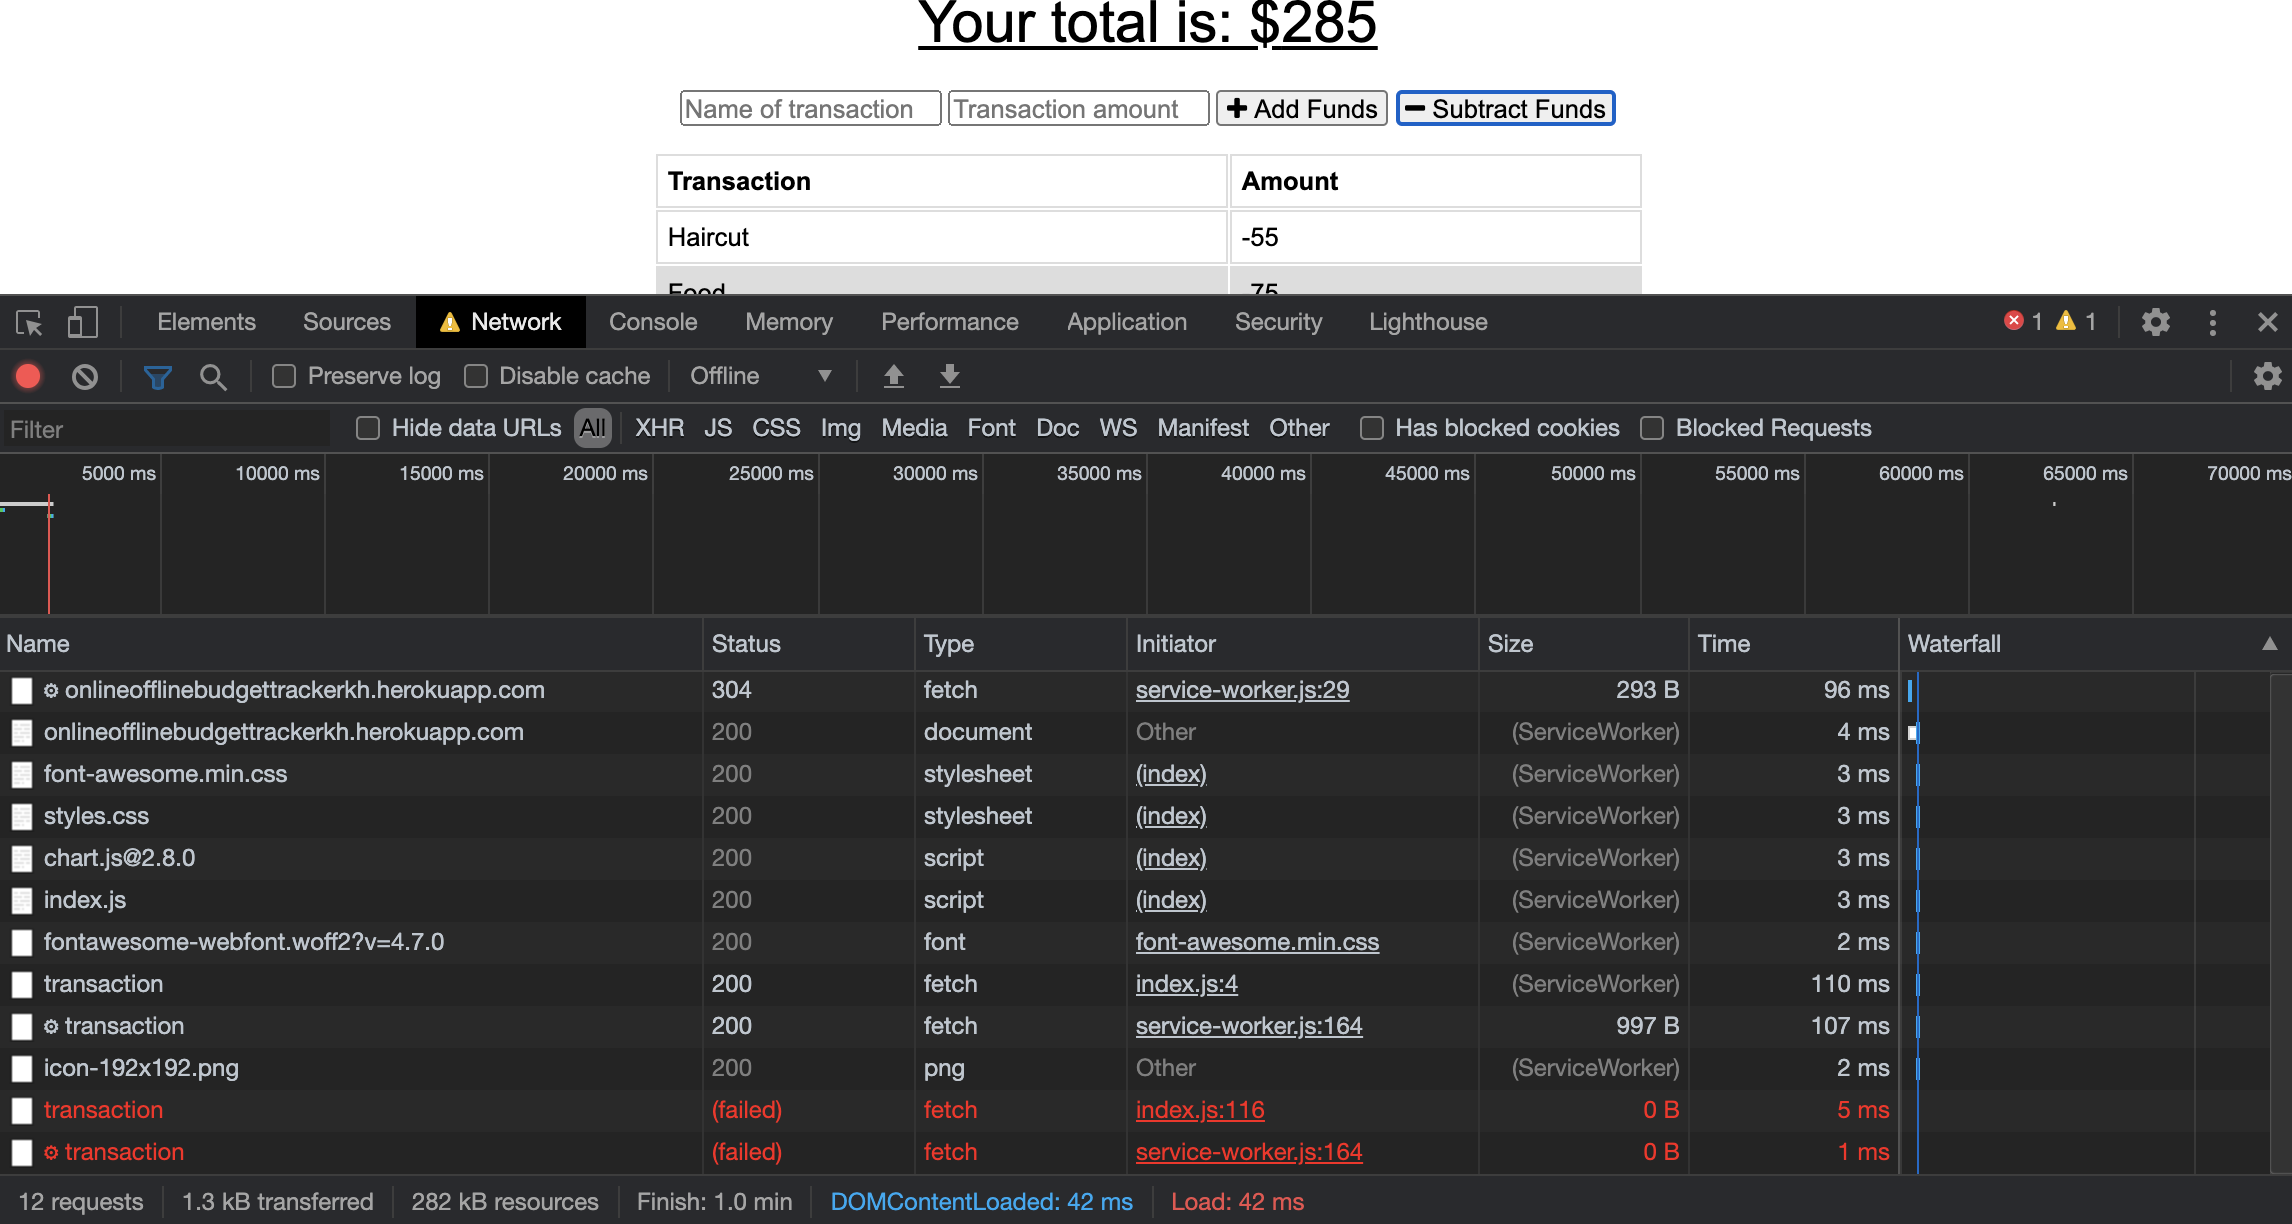 Your total is: $285
Name of transaction Transaction amount Add Funds Subtract Funds
Transaction Amount
Haircut -55
Food -75
Elements Sources Network Console Memory Performance Application Security Lighthouse 1 1
Preserve log Disable cache Offline
Filter Hide data URLs All XHR JS CSS Img Media Font Doc WS Manifest Other Has blocked cookies Blocked Requests
5000 ms 10000 ms 15000 ms 20000 ms 25000 ms 30000 ms 35000 ms 40000 ms 45000 ms 50000 ms 55000 ms 60000 ms 65000 ms 70000 ms
Name Status Type Initiator Size Time Waterfall
onlineofflinebudgettrackerkh.herokuapp.com 304 fetch service-worker.js:29 293 B 96 ms
onlineofflinebudgettrackerkh.herokuapp.com 200 document Other (ServiceWorker) 4 ms
font-awesome.min.css 200 stylesheet (index) (ServiceWorker) 3 ms
styles.css 200 stylesheet (index) (ServiceWorker) 3 ms
chart.js@2.8.0 200 script (index) (ServiceWorker) 3 ms
index.js 200 script (index) (ServiceWorker) 3 ms
fontawesome-webfont.woff2?v=4.7.0 200 font font-awesome.min.css (ServiceWorker) 2 ms
transaction 200 fetch index.js:4 (ServiceWorker) 110 ms
transaction 200 fetch service-worker.js:164 997 B 107 ms
icon-192x192.png 200 png Other (ServiceWorker) 2 ms
transaction (failed) fetch index.js:116 0 B 5 ms
transaction (failed) fetch service-worker.js:164 0 B 1 ms
12 requests 1.3 kB transferred 282 kB resources Finish: 1.0 min DOMContentLoaded: 42 ms Load: 42 ms